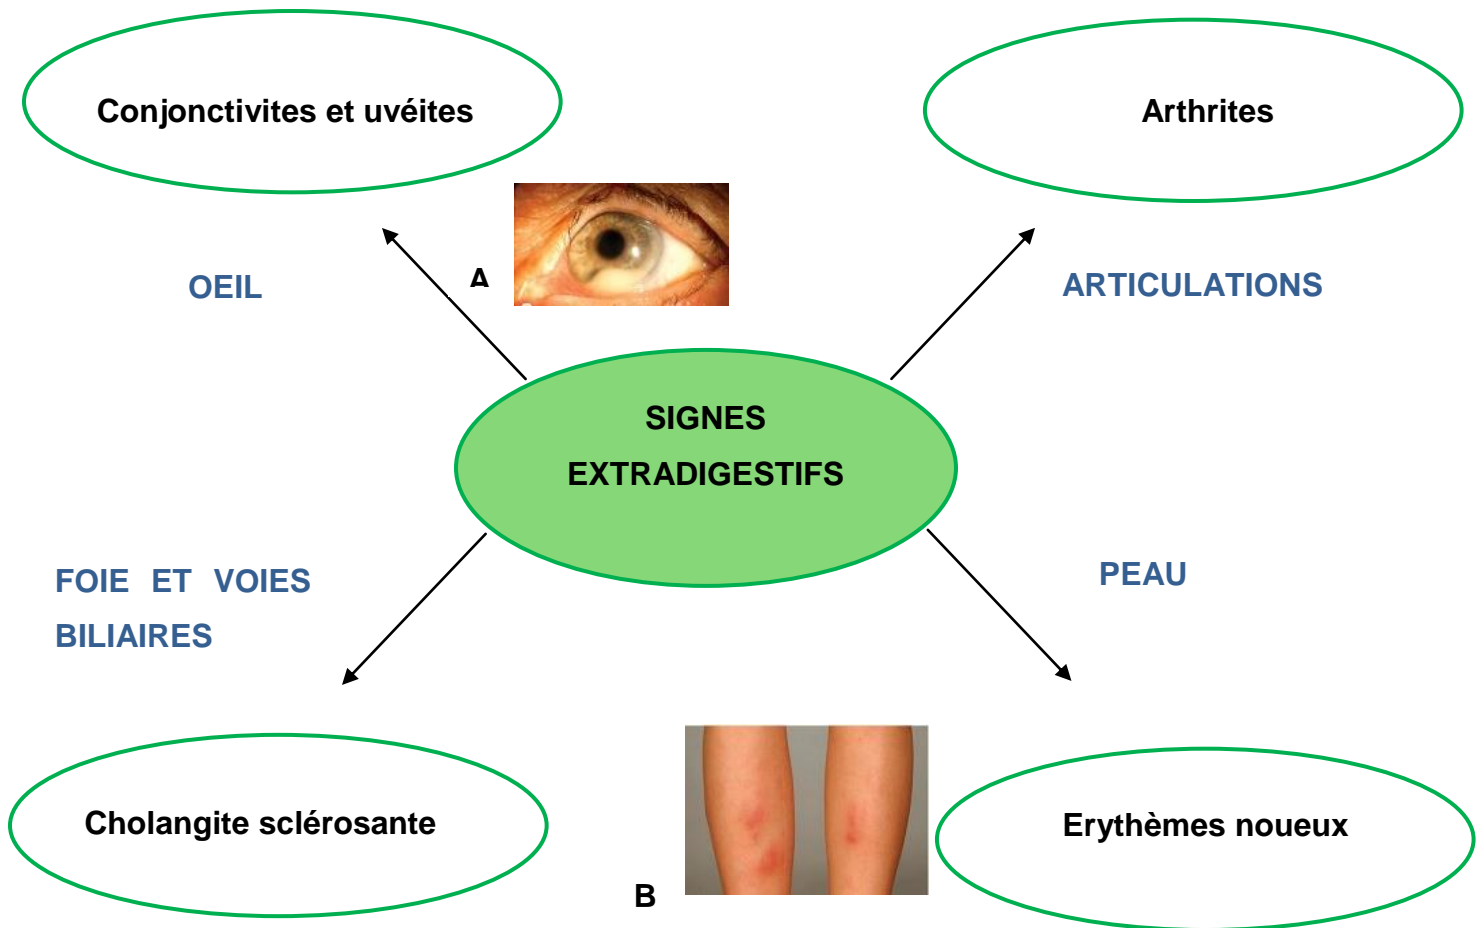 Conjonctivites et uvéites
Arthrites
A
OEIL
ARTICULATIONS
SIGNES
EXTRADIGESTIFS
FOIE ET VOIES
BILIAIRES
PEAU
Cholangite sclérosante
Erythèmes noueux
B